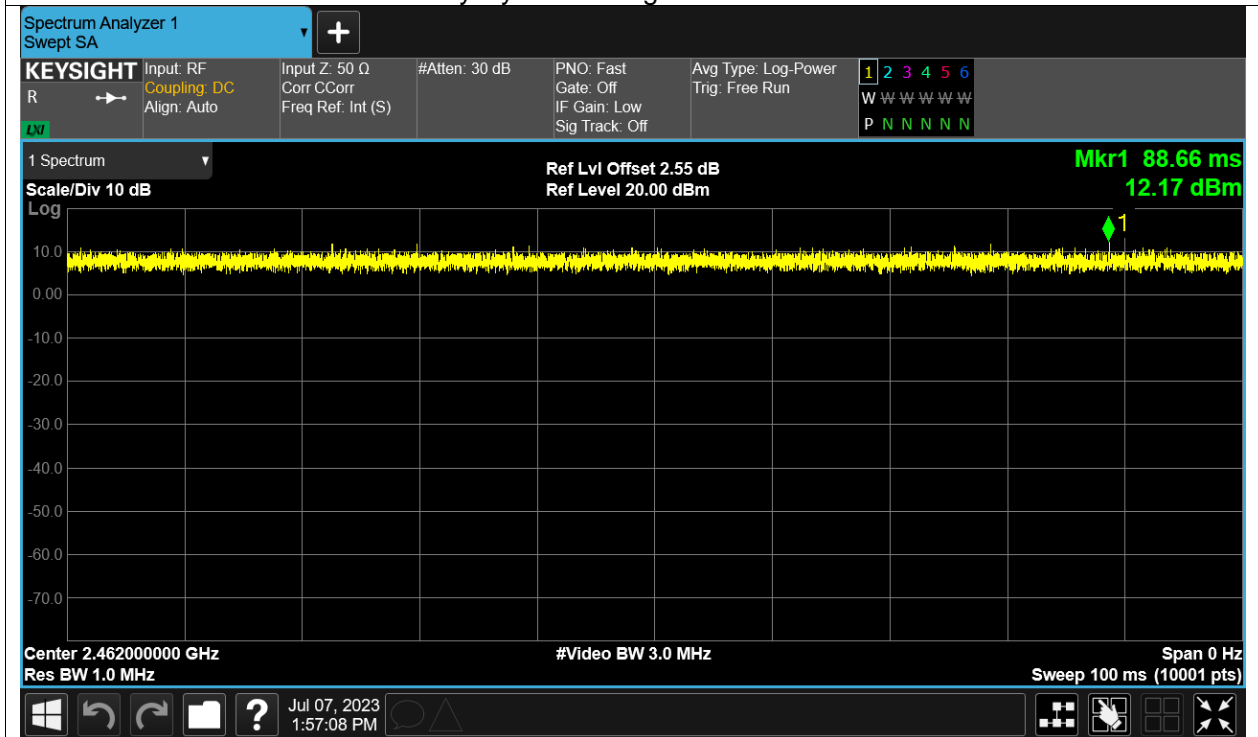 Spectrum Analyzer 1
Swept SA
KEYSIGHT
R
LXI
Input: RF
Coupling: DC
Align: Auto
Input Z: 50 Ω
Corr CCorr
Freq Ref: Int (S)
#Atten: 30 dB
PNO: Fast
Gate: Off
IF Gain: Low
Sig Track: Off
Avg Type: Log-Power
Trig: Free Run
1 2 3 4 5 6
W W W W W W
P N N N N N
1 Spectrum
Scale/Div 10 dB
Log
Ref Lvl Offset 2.55 dB
Ref Level 20.00 dBm
Mkr1 88.66 ms
12.17 dBm
1
10.0
0.00
-10.0
-20.0
-30.0
-40.0
-50.0
-60.0
-70.0
Center 2.462000000 GHz
Res BW 1.0 MHz
#Video BW 3.0 MHz
Span 0 Hz
Sweep 100 ms (10001 pts)
?
Jul 07, 2023
1:57:08 PM